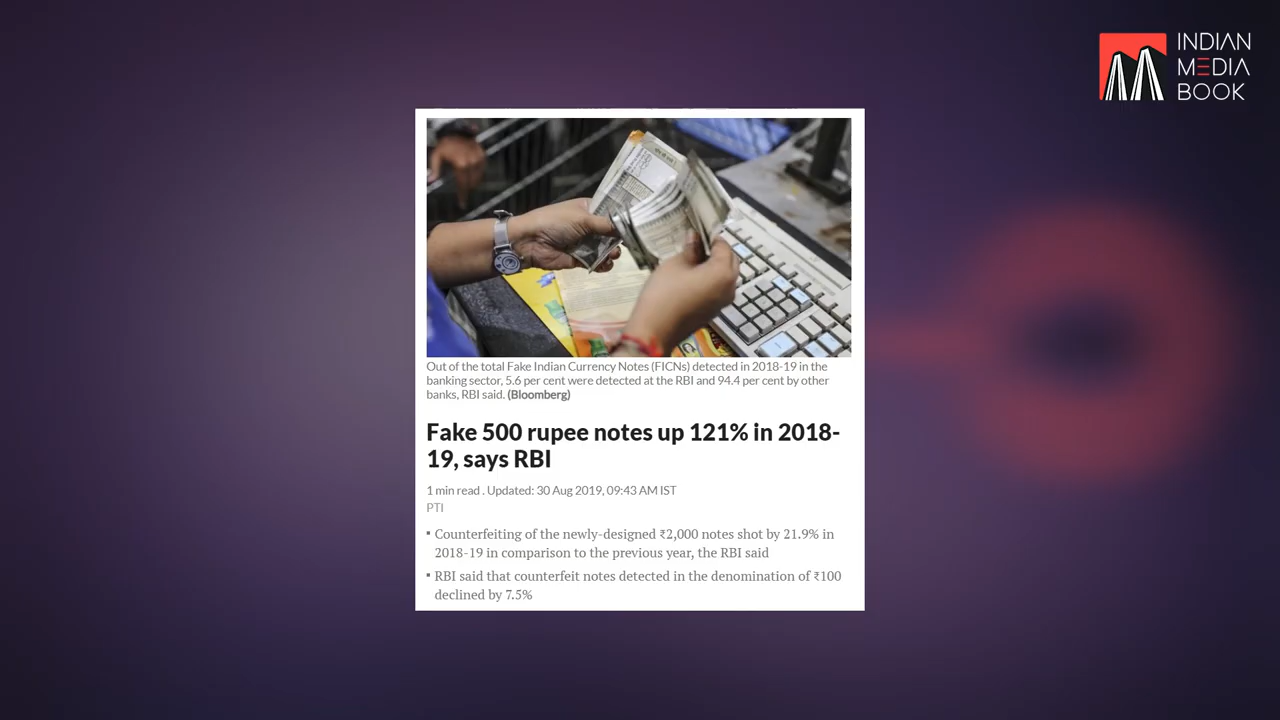 INDIAN
MEDIA
BOOK
Out of the total Fake Indian Currency Notes (FICNs) detected in 2018-19 in the
banking sector, 5.6 per cent were detected at the RBI and 94.4 per cent by other
banks, RBI said. (Bloomberg)
Fake 500 rupee notes up 121% in 2018-
19, says RBI
1 min read . Updated: 30 Aug 2019, 09:43 AM IST
PTI
▪ Counterfeiting of the newly-designed ₹2,000 notes shot by 21.9% in
2018-19 in comparison to the previous year, the RBI said
▪ RBI said that counterfeit notes detected in the denomination of ₹100
declined by 7.5%